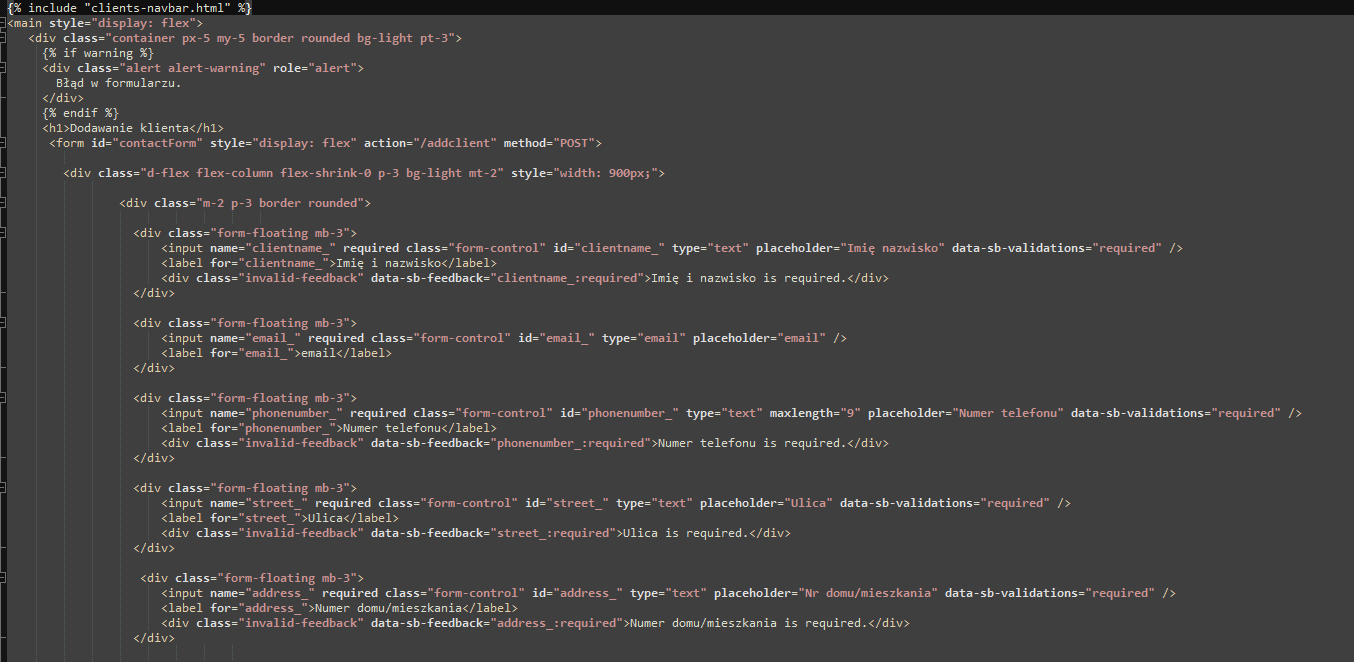 {% include "clients-navbar.html" %}
<main style="display: flex">
<div class="container px-5 my-5 border rounded bg-light pt-3">
{% if warning %}
<div class="alert alert-warning" role="alert">
Błąd w formularzu.
</div>
{% endif %}
<h1>Dodawanie klienta</h1>
<form id="contactForm" style="display: flex" action="/addclient" method="POST">
<div class="d-flex flex-column flex-shrink-0 p-3 bg-light mt-2" style="width: 900px;">
<div class="m-2 p-3 border rounded">
<div class="form-floating mb-3">
<input name="clientname_" required class="form-control" id="clientname_" type="text" placeholder="Imię nazwisko" data-sb-validations="required" />
<label for="clientname_">Imię i nazwisko</label>
<div class="invalid-feedback" data-sb-feedback="clientname_:required">Imię i nazwisko is required.</div>
</div>
<div class="form-floating mb-3">
<input name="email_" required class="form-control" id="email_" type="email" placeholder="email" />
<label for="email_">email</label>
</div>
<div class="form-floating mb-3">
<input name="phonenumber_" required class="form-control" id="phonenumber_" type="text" maxlength="9" placeholder="Numer telefonu" data-sb-validations="required" />
<label for="phonenumber_">Numer telefonu</label>
<div class="invalid-feedback" data-sb-feedback="phonenumber_:required">Numer telefonu is required.</div>
</div>
<div class="form-floating mb-3">
<input name="street_" required class="form-control" id="street_" type="text" placeholder="Ulica" data-sb-validations="required" />
<label for="street_">Ulica</label>
<div class="invalid-feedback" data-sb-feedback="street_:required">Ulica is required.</div>
</div>
<div class="form-floating mb-3">
<input name="address_" required class="form-control" id="address_" type="text" placeholder="Nr domu/mieszkania" data-sb-validations="required" />
<label for="address_">Numer domu/mieszkania</label>
<div class="invalid-feedback" data-sb-feedback="address_:required">Numer domu/mieszkania is required.</div>
</div>